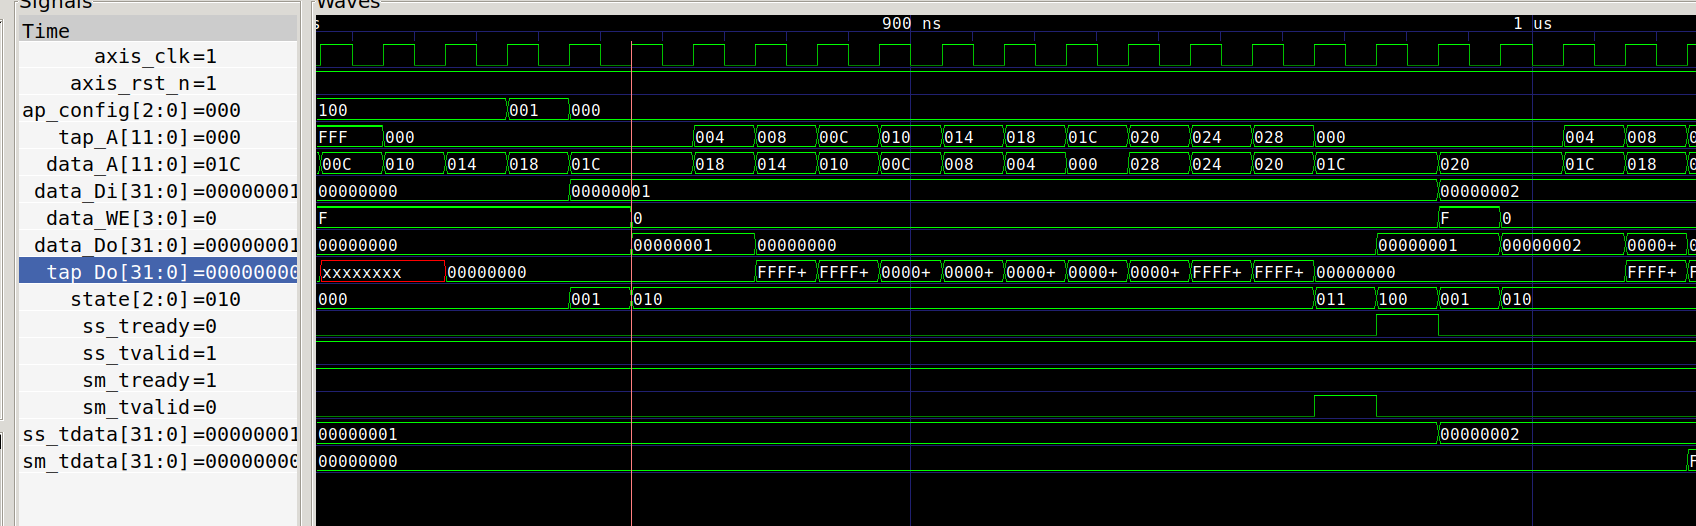 Signals Waves
Time s 900 ns 1 us
axis_clk=1
axis_rst_n=1
ap_config[2:0]=000 100 001 000
tap_A[11:0]=000 FFF 000 004 008 00C 010 014 018 01C 020 024 028 000 004 008 0
data_A[11:0]=01C 00C 010 014 018 01C 018 014 010 00C 008 004 000 028 024 020 01C 020 01C 018 0
data_Di[31:0]=00000001 00000000 00000001 00000002
data_WE[3:0]=0 F 0 F 0
data_Do[31:0]=00000001 00000000 00000001 00000000 00000001 00000002 0000+ 0
tap_Do[31:0]=00000000 xxxxxxxx 00000000 FFFF+ FFFF+ 0000+ 0000+ 0000+ 0000+ 0000+ FFFF+ FFFF+ 00000000 FFFF+ F
state[2:0]=010 000 001 010 011 100 001 010
ss_tready=0
ss_tvalid=1
sm_tready=1
sm_tvalid=0
ss_tdata[31:0]=00000001 00000001 00000002
sm_tdata[31:0]=00000000 00000000 F